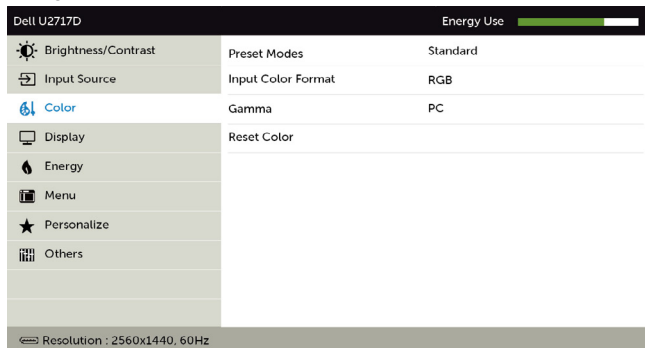 Dell U2717D Energy Use
Brightness/Contrast Preset Modes Standard
Input Source Input Color Format RGB
Color Gamma PC
Display Reset Color
Energy
Menu
Personalize
Others
Resolution : 2560x1440, 60Hz